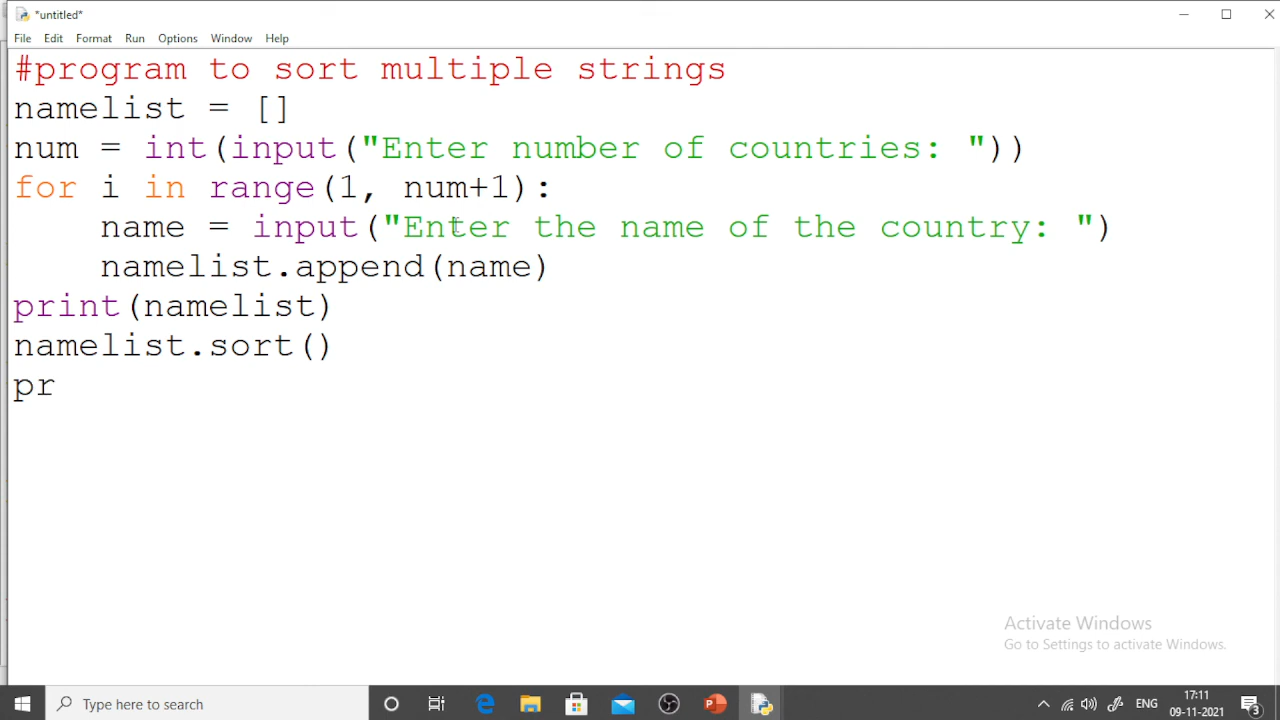 *untitled*
File Edit Format Run Options Window Help
#program to sort multiple strings
namelist = []
num = int(input("Enter number of countries: "))
for i in range(1, num+1):
    name = input("Enter the name of the country: ")
    namelist.append(name)
print(namelist)
namelist.sort()
pr
Activate Windows
Go to Settings to activate Windows.
Type here to search
ENG
17:11
09-11-2021
3